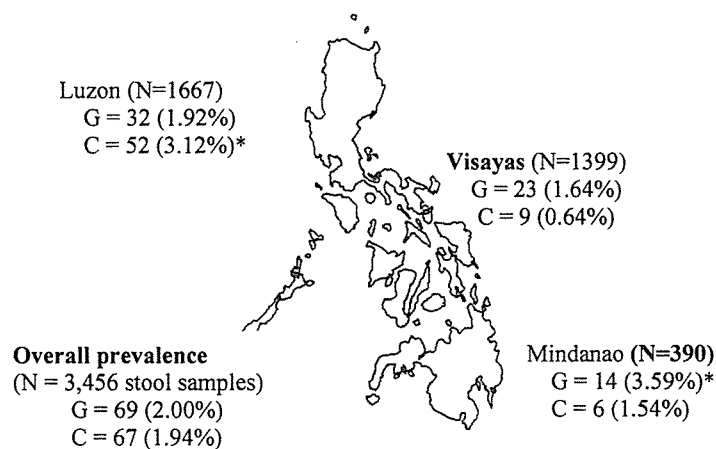 Luzon (N=1667)
G = 32 (1.92%)
C = 52 (3.12%)*
Visayas (N=1399)
G = 23 (1.64%)
C = 9 (0.64%)
Overall prevalence
(N = 3,456 stool samples)
G = 69 (2.00%)
C = 67 (1.94%)
Mindanao (N=390)
G = 14 (3.59%)*
C = 6 (1.54%)